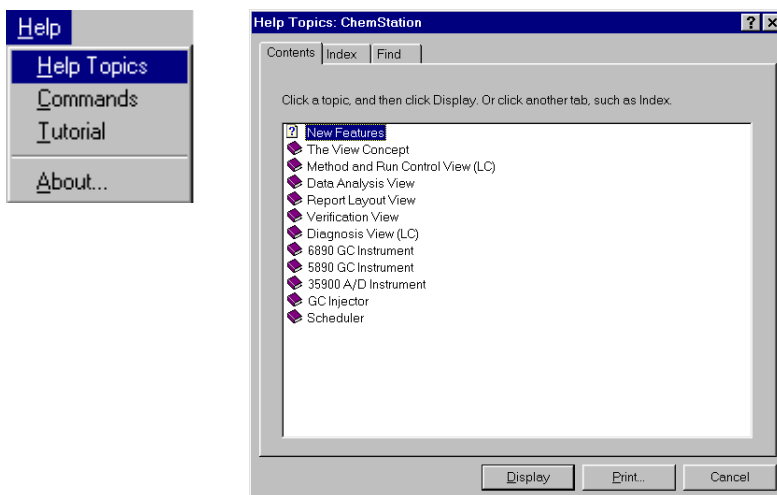 Help
Help Topics
Commands
Tutorial
About...
Help Topics: ChemStation
Contents Index Find
Click a topic, and then click Display. Or click another tab, such as Index.
New Features
The View Concept
Method and Run Control View (LC)
Data Analysis View
Report Layout View
Verification View
Diagnosis View (LC)
6890 GC Instrument
5890 GC Instrument
35900 A/D Instrument
GC Injector
Scheduler
Display Print... Cancel